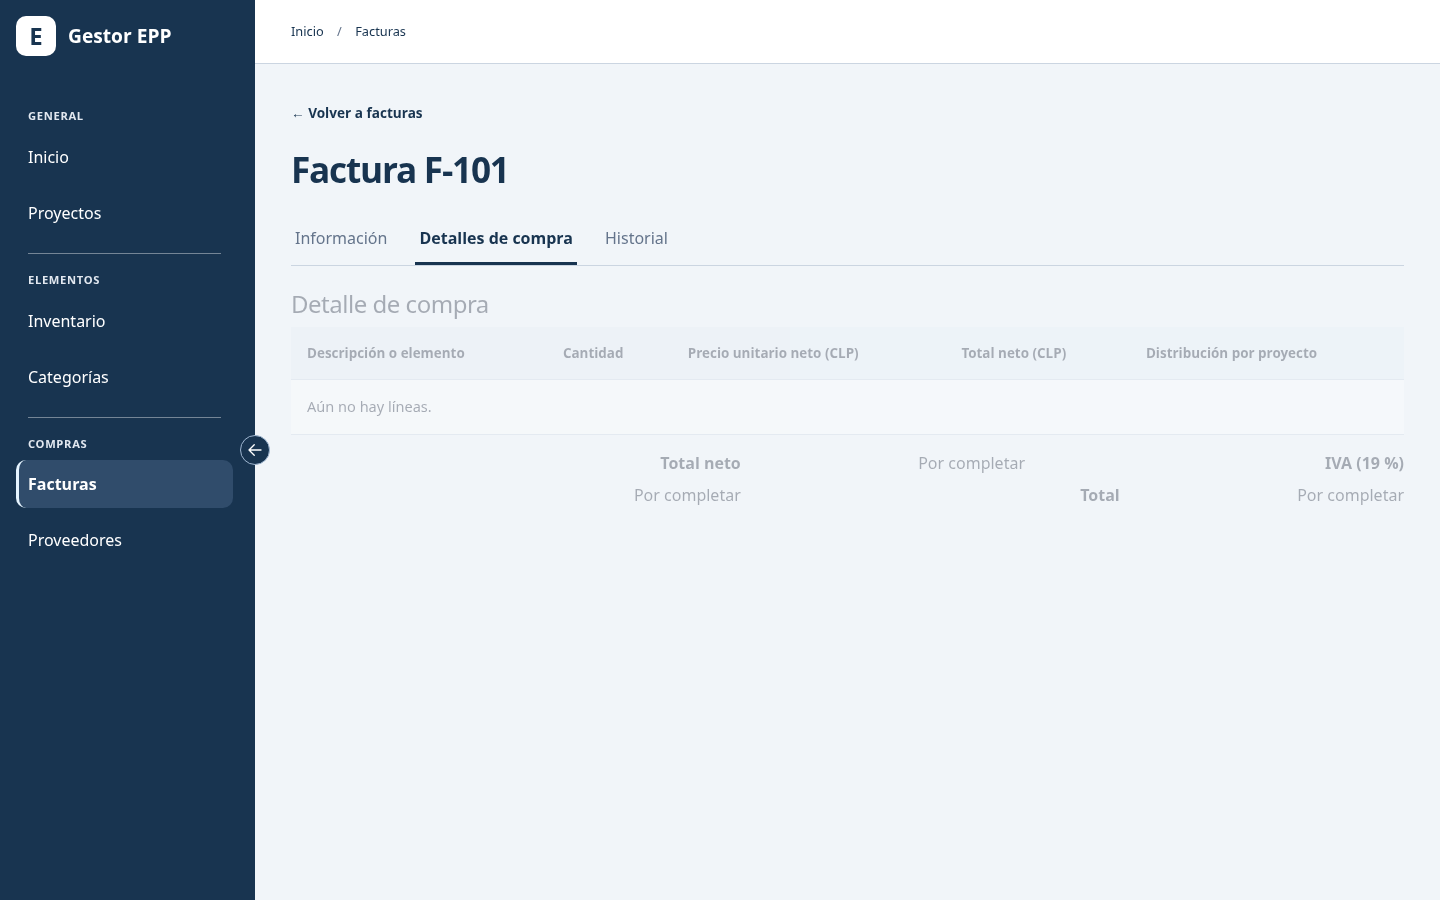 E
Gestor EPP
GENERAL
Inicio
Proyectos
ELEMENTOS
Inventario
Categorías
COMPRAS
Facturas
Proveedores
Inicio / Facturas
← Volver a facturas
Factura F-101
Información Detalles de compra Historial
Detalle de compra
Descripción o elemento Cantidad Precio unitario neto (CLP) Total neto (CLP) Distribución por proyecto
Aún no hay líneas.
Total neto Por completar IVA (19 %)
Por completar Total Por completar